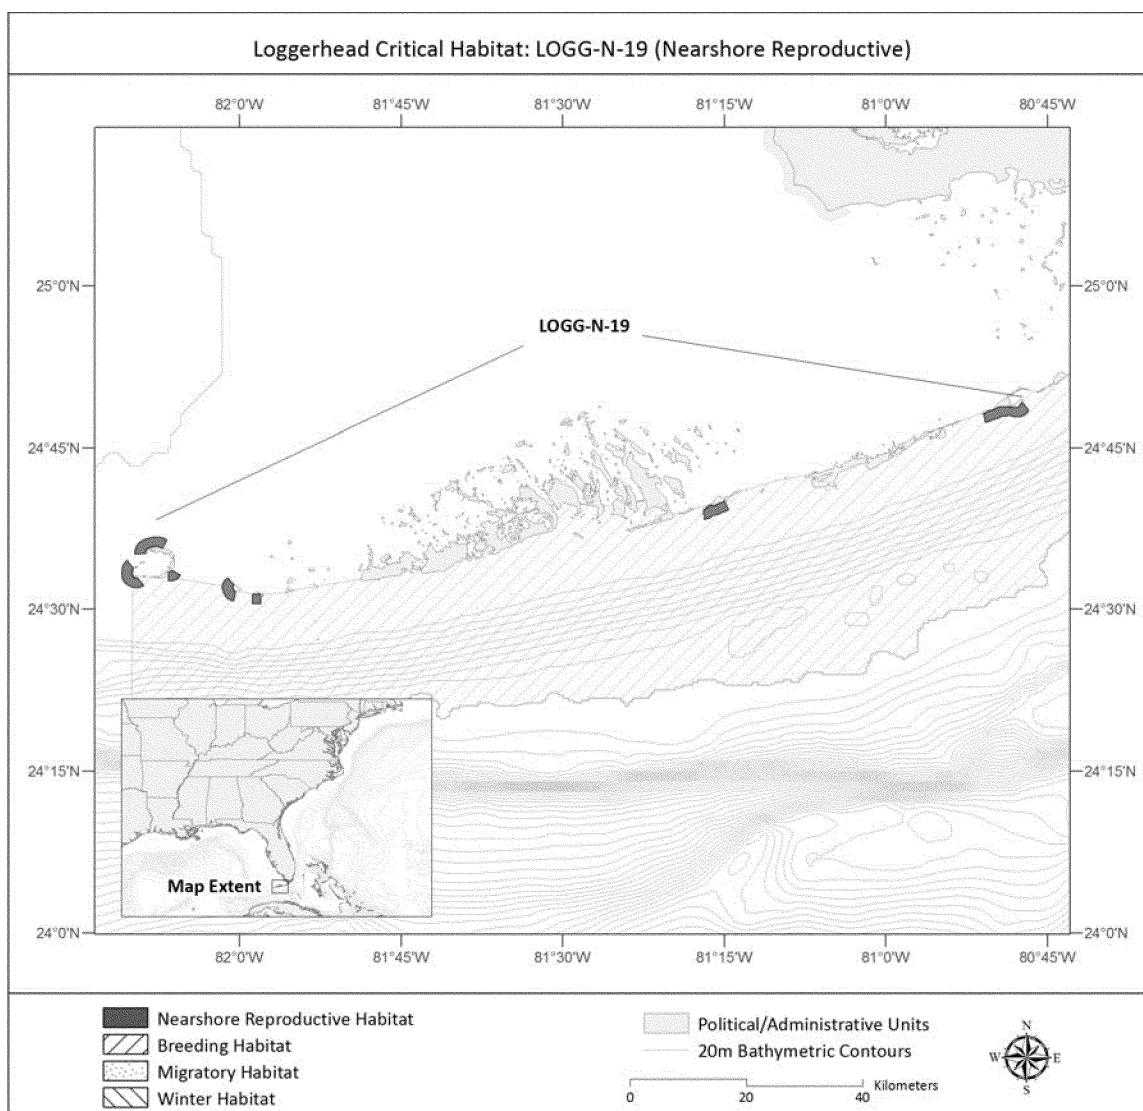 Loggerhead Critical Habitat: LOGG-N-19 (Nearshore Reproductive)
82°0'W 81°45'W 81°30'W 81°15'W 81°0'W 80°45'W
25°0'N 25°0'N
LOGG-N-19
24°45'N 24°45'N
24°30'N 24°30'N
24°15'N 24°15'N
Map Extent
24°0'N 24°0'N
82°0'W 81°45'W 81°30'W 81°15'W 81°0'W 80°45'W
Nearshore Reproductive Habitat
Breeding Habitat
Migratory Habitat
Winter Habitat
Political/Administrative Units
20m Bathymetric Contours
Kilometers
0 20 40
N
W E
S